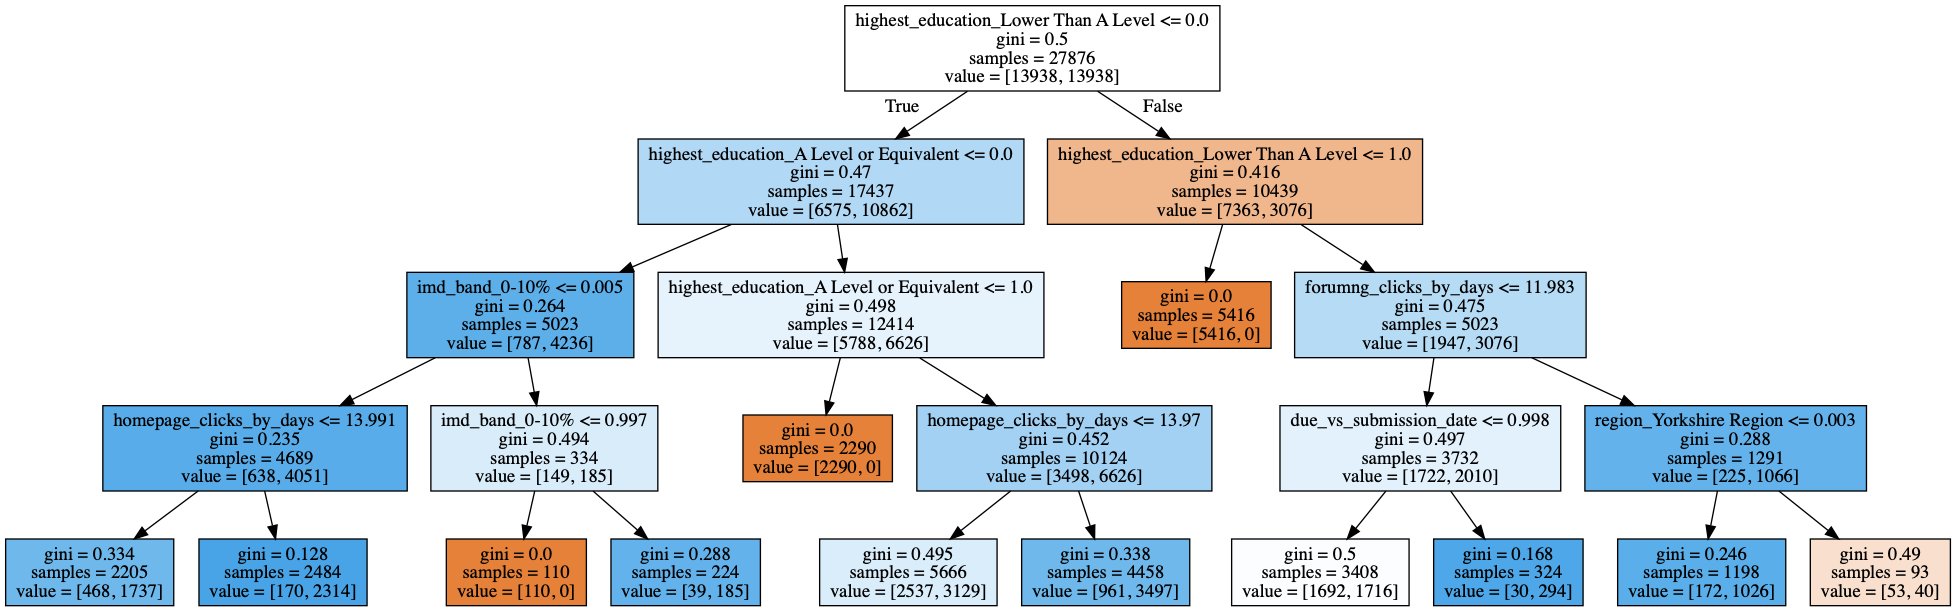 highest_education_Lower Than A Level <= 0.0
gini = 0.5
samples = 27876
value = [13938, 13938]
True
False
highest_education_A Level or Equivalent <= 0.0
gini = 0.47
samples = 17437
value = [6575, 10862]
highest_education_Lower Than A Level <= 1.0
gini = 0.416
samples = 10439
value = [7363, 3076]
imd_band_0-10% <= 0.005
gini = 0.264
samples = 5023
value = [787, 4236]
highest_education_A Level or Equivalent <= 1.0
gini = 0.498
samples = 12414
value = [5788, 6626]
gini = 0.0
samples = 5416
value = [5416, 0]
forumng_clicks_by_days <= 11.983
gini = 0.475
samples = 5023
value = [1947, 3076]
homepage_clicks_by_days <= 13.991
gini = 0.235
samples = 4689
value = [638, 4051]
imd_band_0-10% <= 0.997
gini = 0.494
samples = 334
value = [149, 185]
gini = 0.0
samples = 2290
value = [2290, 0]
homepage_clicks_by_days <= 13.97
gini = 0.452
samples = 10124
value = [3498, 6626]
due_vs_submission_date <= 0.998
gini = 0.497
samples = 3732
value = [1722, 2010]
region_Yorkshire Region <= 0.003
gini = 0.288
samples = 1291
value = [225, 1066]
gini = 0.334
samples = 2205
value = [468, 1737]
gini = 0.128
samples = 2484
value = [170, 2314]
gini = 0.0
samples = 110
value = [110, 0]
gini = 0.288
samples = 224
value = [39, 185]
gini = 0.495
samples = 5666
value = [2537, 3129]
gini = 0.338
samples = 4458
value = [961, 3497]
gini = 0.5
samples = 3408
value = [1692, 1716]
gini = 0.168
samples = 324
value = [30, 294]
gini = 0.246
samples = 1198
value = [172, 1026]
gini = 0.49
samples = 93
value = [53, 40]